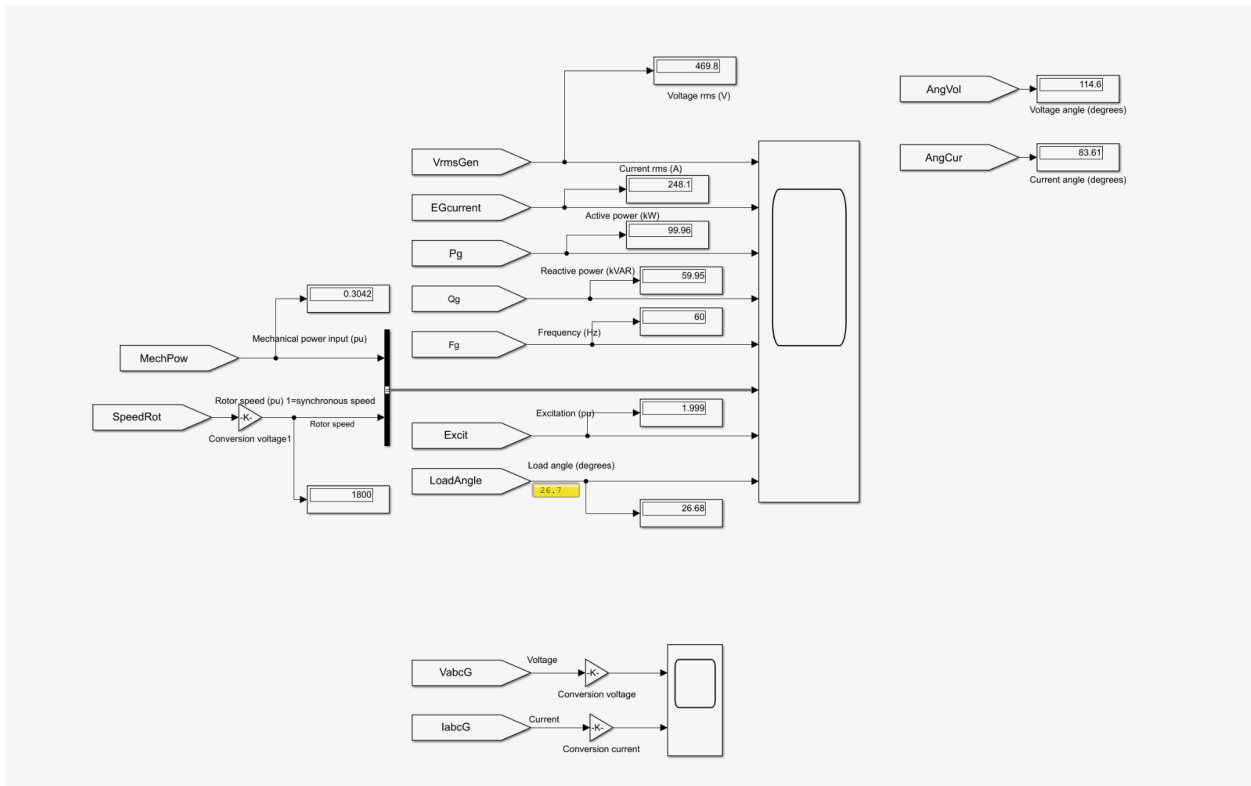 469.8
Voltage rms (V)
AngVol
114.6
Voltage angle (degrees)
AngCur
83.61
Current angle (degrees)
VrmsGen
Current rms (A)
248.1
EGcurrent
Active power (kW)
99.96
Pg
Reactive power (kVAR)
59.95
Qg
0.3042
60
Frequency (Hz)
Fg
Mechanical power input (pu)
MechPow
Rotor speed (pu) 1=synchronous speed
SpeedRot
-K-
Rotor speed
Conversion voltage1
1.999
Excitation (pu)
Excit
Load angle (degrees)
LoadAngle
26.7
1800
26.68
Voltage
VabcG
-K-
Conversion voltage
Current
IabcG
-K-
Conversion current